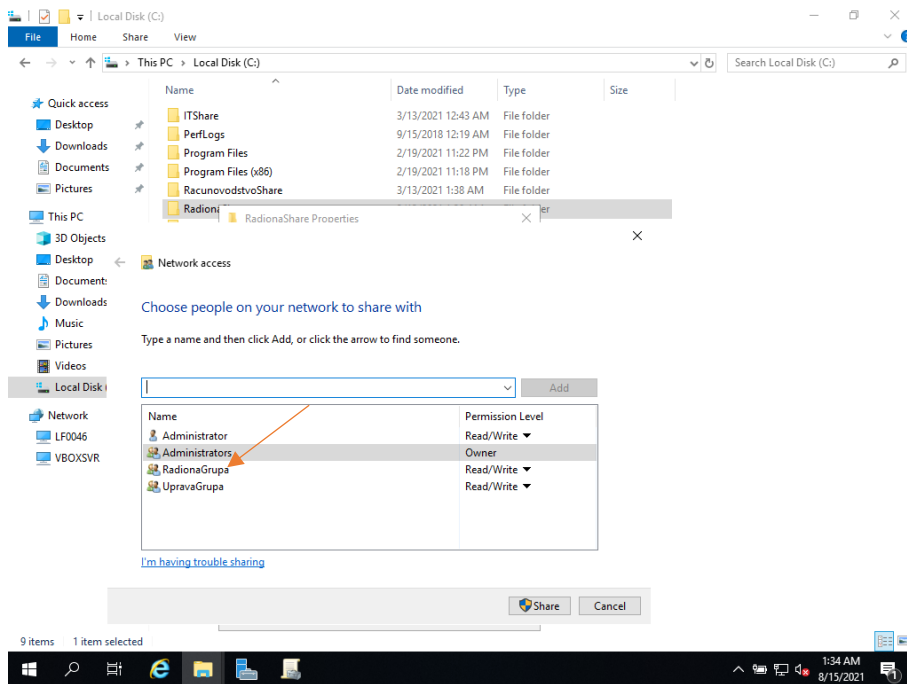 Local Disk (C:)
File Home Share View
This PC > Local Disk (C:)
Search Local Disk (C:)
Name Date modified Type Size
Quick access
Desktop
Downloads
Documents
Pictures
This PC
3D Objects
Desktop
Document
Downloads
Music
Pictures
Videos
Local Disk (
Network
LF0046
VBOXSVR
ITShare 3/13/2021 12:43 AM File folder
PerfLogs 9/15/2018 12:19 AM File folder
Program Files 2/19/2021 11:22 PM File folder
Program Files (x86) 2/19/2021 11:18 PM File folder
RacunovodstvoShare 3/13/2021 1:38 AM File folder
Radiona
RadionaShare Properties
Network access
Choose people on your network to share with
Type a name and then click Add, or click the arrow to find someone.
Add
Name Permission Level
Administrator Read/Write
Administrators Owner
RadionaGrupa Read/Write
UpravaGrupa Read/Write
I'm having trouble sharing
Share Cancel
9 items 1 item selected
1:34 AM
8/15/2021
1